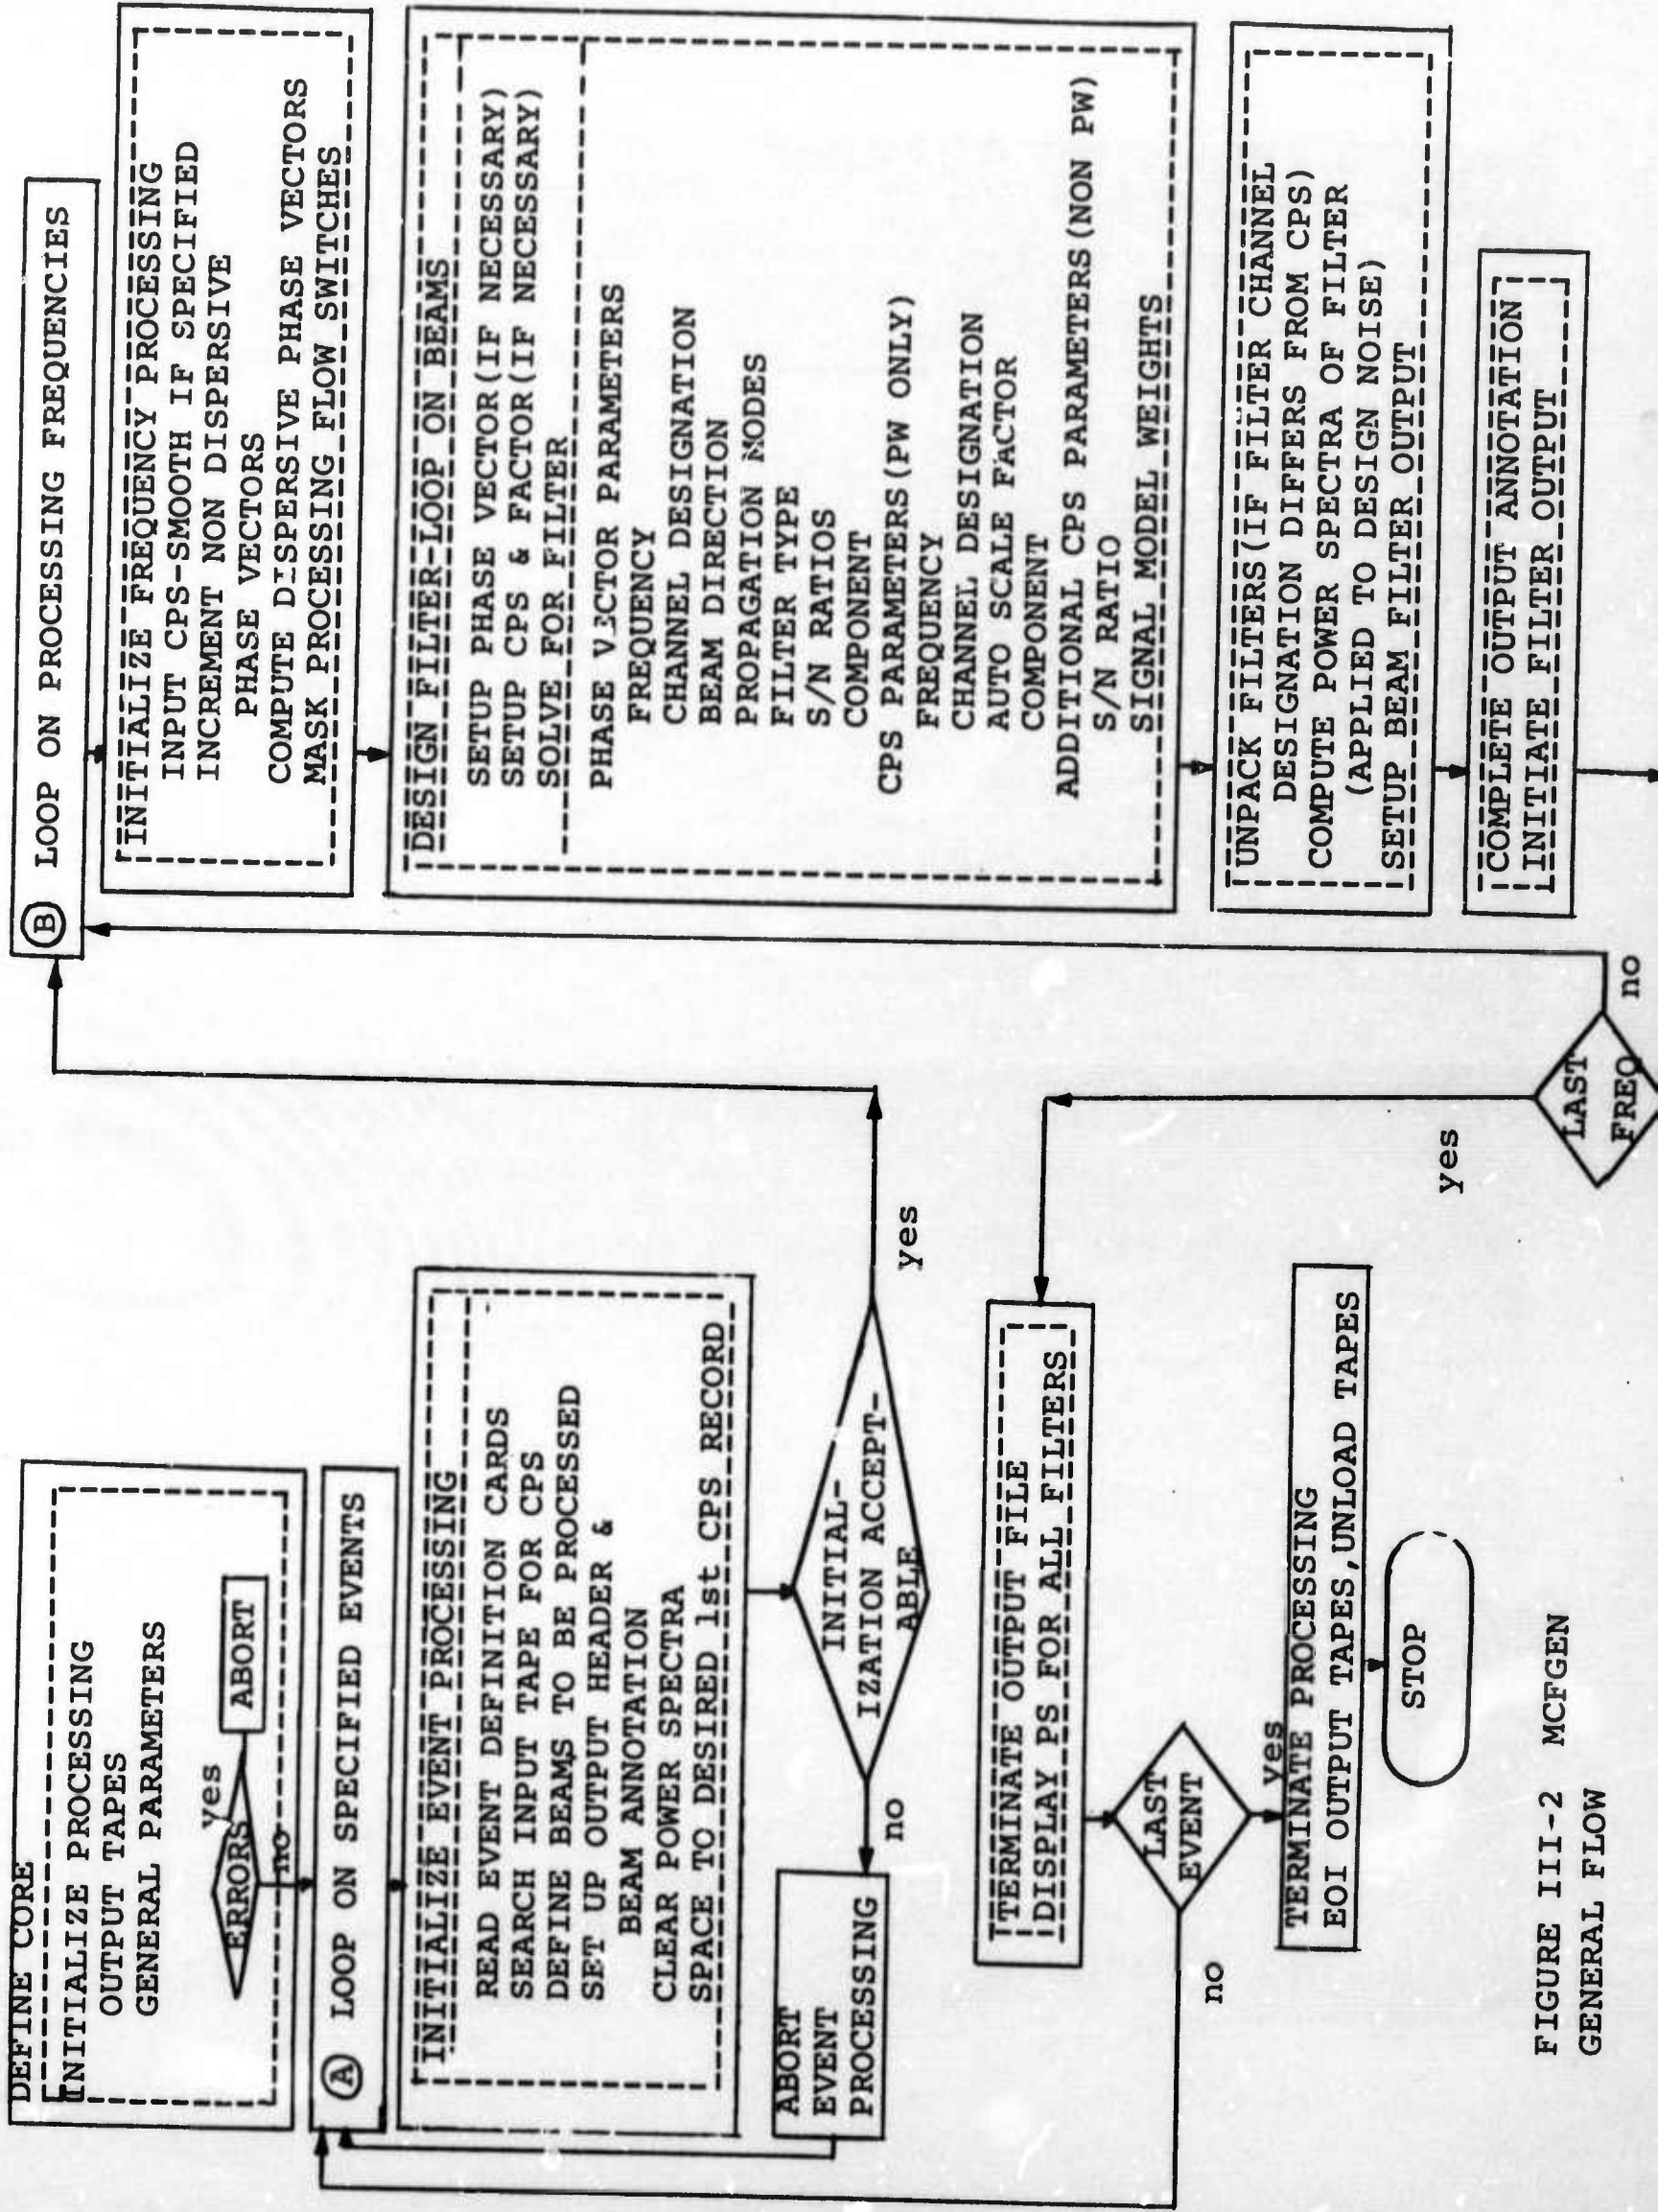 DEFINE CORE
INITIALIZE PROCESSING
OUTPUT TAPES
GENERAL PARAMETERS
ERRORS
yes
ABORT
no
A LOOP ON SPECIFIED EVENTS
INITIALIZE EVENT PROCESSING
READ EVENT DEFINITION CARDS
SEARCH INPUT TAPE FOR CPS
DEFINE BEAMS TO BE PROCESSED
SET UP OUTPUT HEADER &
BEAM ANNOTATION
CLEAR POWER SPECTRA
SPACE TO DESIRED 1st CPS RECORD
INITIAL-
IZATION ACCEPT-
ABLE
yes
no
ABORT
EVENT
PROCESSING
TERMINATE OUTPUT FILE
DISPLAY PS FOR ALL FILTERS
LAST
EVENT
no
yes
TERMINATE PROCESSING
EOI OUTPUT TAPES,UNLOAD TAPES
STOP
FIGURE III-2 MCFGEN
GENERAL FLOW
B LOOP ON PROCESSING FREQUENCIES
INITIALIZE FREQUENCY PROCESSING
INPUT CPS-SMOOTH IF SPECIFIED
INCREMENT NON DISPERSIVE
PHASE VECTORS
COMPUTE DISPERSIVE PHASE VECTORS
MASK PROCESSING FLOW SWITCHES
DESIGN FILTER-LOOP ON BEAMS
SETUP PHASE VECTOR(IF NECESSARY)
SETUP CPS & FACTOR(IF NECESSARY)
SOLVE FOR FILTER
PHASE VECTOR PARAMETERS
FREQUENCY
CHANNEL DESIGNATION
BEAM DIRECTION
PROPAGATION MODES
FILTER TYPE
S/N RATIOS
COMPONENT
CPS PARAMETERS(PW ONLY)
FREQUENCY
CHANNEL DESIGNATION
AUTO SCALE FACTOR
COMPONENT
ADDITIONAL CPS PARAMETERS(NON PW)
S/N RATIO
SIGNAL MODEL WEIGHTS
UNPACK FILTERS(IF FILTER CHANNEL
DESIGNATION DIFFERS FROM CPS)
COMPUTE POWER SPECTRA OF FILTER
(APPLIED TO DESIGN NOISE)
SETUP BEAM FILTER OUTPUT
COMPLETE OUTPUT ANNOTATION
INITIATE FILTER OUTPUT
LAST
FREQ
yes
no